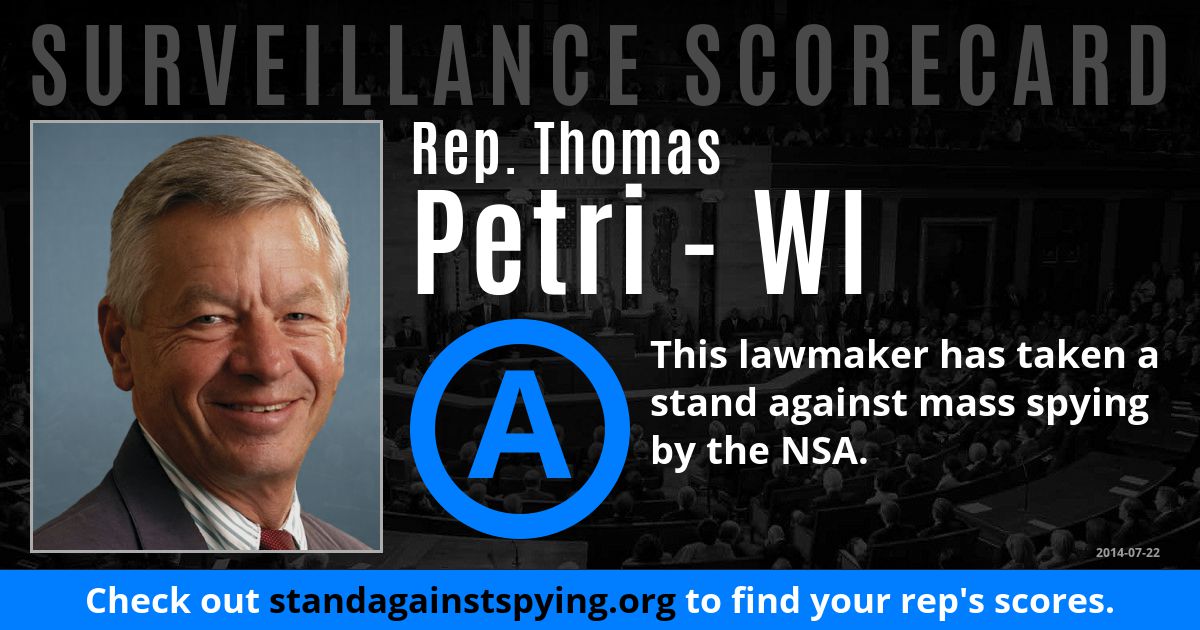 SURVEILLANCE SCORECARD
Rep. Thomas
Petri - WI
A
This lawmaker has taken a
stand against mass spying
by the NSA.
2014-07-22
Check out standagainstspying.org to find your rep's scores.